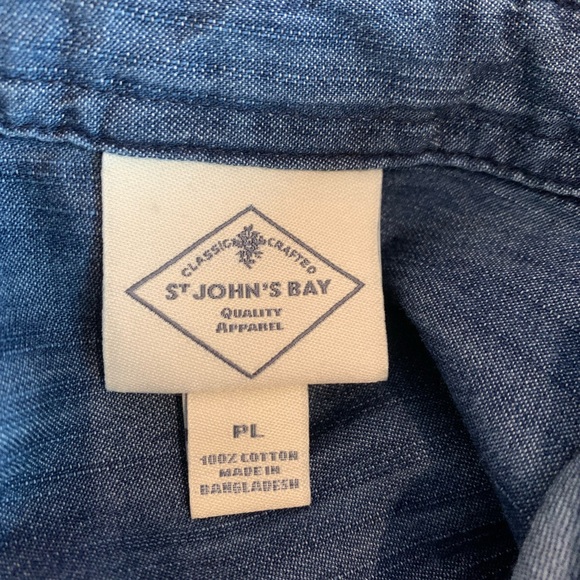 CLASSIC CRAFTED
ST JOHN'S BAY
QUALITY
APPAREL
PL
100% COTTON
MADE IN
BANGLADESH